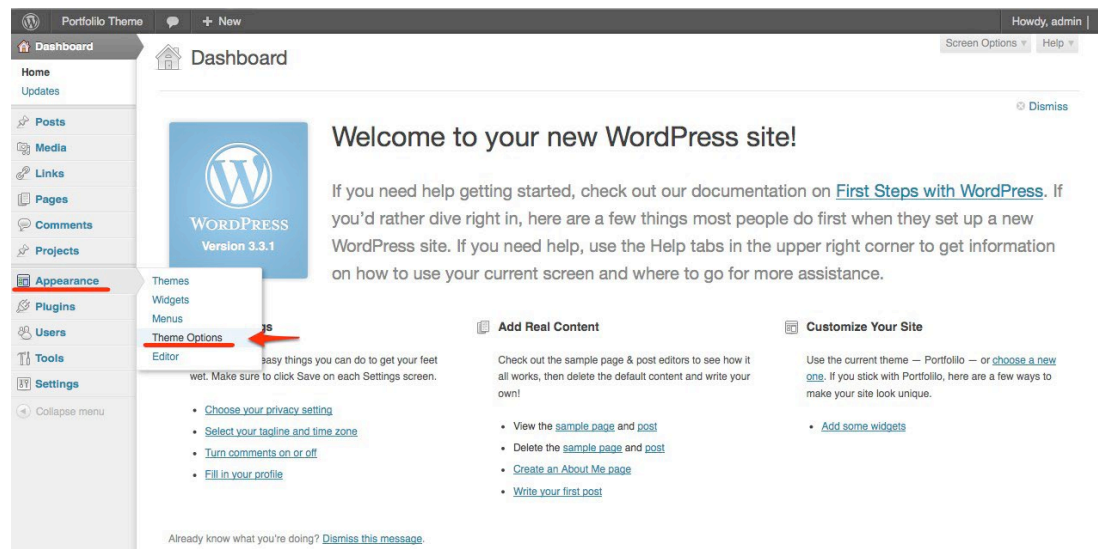 Portfolilo Theme + New Howdy, admin
Dashboard
Home
Updates
Posts
Media
Links
Pages
Comments
Projects
Appearance
Plugins
Users
Tools
Settings
Collapse menu
Themes
Widgets
Menus
Theme Options
Editor
Dashboard
Screen Options Help
Dismiss
WORDPRESS
Version 3.3.1
Welcome to your new WordPress site!
If you need help getting started, check out our documentation on First Steps with WordPress. If
you'd rather dive right in, here are a few things most people do first when they set up a new
WordPress site. If you need help, use the Help tabs in the upper right corner to get information
on how to use your current screen and where to go for more assistance.
gs
easy things you can do to get your feet
wet. Make sure to click Save on each Settings screen.
• Choose your privacy setting
• Select your tagline and time zone
• Turn comments on or off
• Fill in your profile
Add Real Content
Check out the sample page & post editors to see how it
all works, then delete the default content and write your
own!
• View the sample page and post
• Delete the sample page and post
• Create an About Me page
• Write your first post
Customize Your Site
Use the current theme — Portfolilo — or choose a new
one. If you stick with Portfolilo, here are a few ways to
make your site look unique.
• Add some widgets
Already know what you're doing? Dismiss this message.